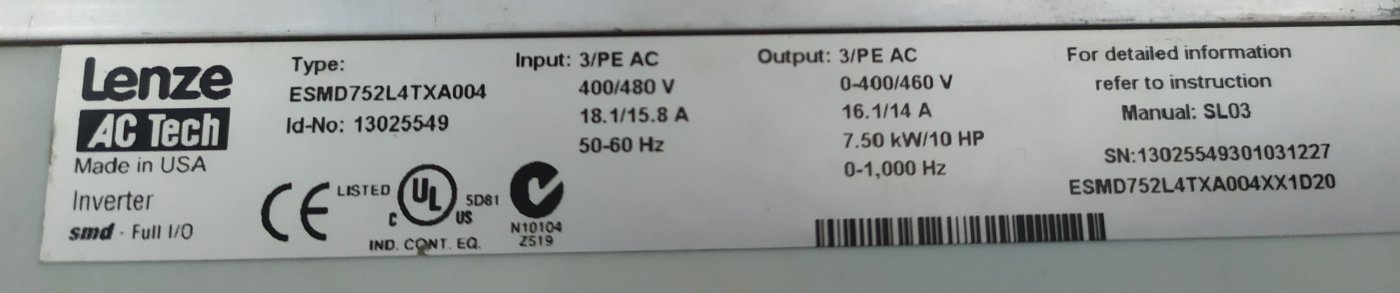 Lenze
AC Tech
Made in USA
Inverter
smd - Full I/O
Type:
ESMD752L4TXA004
Id-No: 13025549
CE
LISTED
C
UL
US
5D81
IND. CONT. EQ.
N10104
Z519
Input: 3/PE AC
400/480 V
18.1/15.8 A
50-60 Hz
Output: 3/PE AC
0-400/460 V
16.1/14 A
7.50 kW/10 HP
0-1,000 Hz
For detailed information
refer to instruction
Manual: SL03
SN:13025549301031227
ESMD752L4TXA004XX1D20